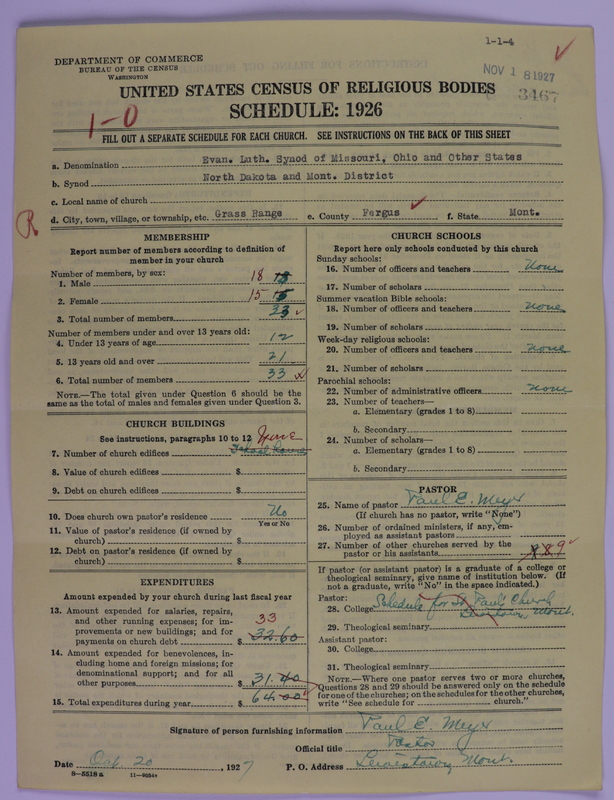 1-1-4
DEPARTMENT OF COMMERCE
BUREAU OF THE CENSUS
WASHINGTON
NOV 18 1927
3467
UNITED STATES CENSUS OF RELIGIOUS BODIES
SCHEDULE: 1926
1-0
FILL OUT A SEPARATE SCHEDULE FOR EACH CHURCH. SEE INSTRUCTIONS ON THE BACK OF THIS SHEET
a. Denomination Evan. Luth. Synod of Missouri, Ohio and Other States
b. Synod North Dakota and Mont. District
c. Local name of church
d. City, town, village, or township, etc. Grass Range e. County Fergus f. State Mont.
R
MEMBERSHIP
Report number of members according to definition of
member in your church
Number of members, by sex:
1. Male 18
2. Female 15
3. Total number of members 33
Number of members under and over 13 years old:
4. Under 13 years of age 12
5. 13 years old and over 21
6. Total number of members 33
NOTE.—The total given under Question 6 should be the
same as the total of males and females given under Question 3.
CHURCH BUILDINGS
See instructions, paragraphs 10 to 12
7. Number of church edifices
8. Value of church edifices $
9. Debt on church edifices $
10. Does church own pastor's residence No
Yes or No
11. Value of pastor's residence (if owned by
church) $
12. Debt on pastor's residence (if owned by
church) $
EXPENDITURES
Amount expended by your church during last fiscal year
13. Amount expended for salaries, repairs,
and other running expenses; for im-
provements or new buildings; and for
payments on church debt $ 33 32.60
14. Amount expended for benevolences, in-
cluding home and foreign missions; for
denominational support; and for all
other purposes $ 31.40
15. Total expenditures during year $ 64.00
CHURCH SCHOOLS
Report here only schools conducted by this church
Sunday schools:
16. Number of officers and teachers None
17. Number of scholars
Summer vacation Bible schools:
18. Number of officers and teachers None
19. Number of scholars
Week-day religious schools:
20. Number of officers and teachers None
21. Number of scholars
Parochial schools:
22. Number of administrative officers None
23. Number of teachers—
a. Elementary (grades 1 to 8)
b. Secondary
24. Number of scholars—
a. Elementary (grades 1 to 8)
b. Secondary
PASTOR
25. Name of pastor Paul E. Meyer
(If church has no pastor, write "None")
26. Number of ordained ministers, if any, em-
ployed as assistant pastors
27. Number of other churches served by the
pastor or his assistants 9
If pastor (or assistant pastor) is a graduate of a college or
theological seminary, give name of institution below. (If
not a graduate, write "No" in the space indicated.)
Pastor:
28. College Schedule for St. Paul's Church
Lewistown, Mont.
29. Theological seminary
Assistant pastor:
30. College
31. Theological seminary
NOTE.—Where one pastor serves two or more churches,
Questions 28 and 29 should be answered only on the schedule
for one of the churches; on the schedules for the other churches,
write "See schedule for church."
Signature of person furnishing information Paul E. Meyer
Official title Pastor
Date Oct. 20, 1927 P. O. Address Lewistown, Mont.
8—5518 a 11—9054